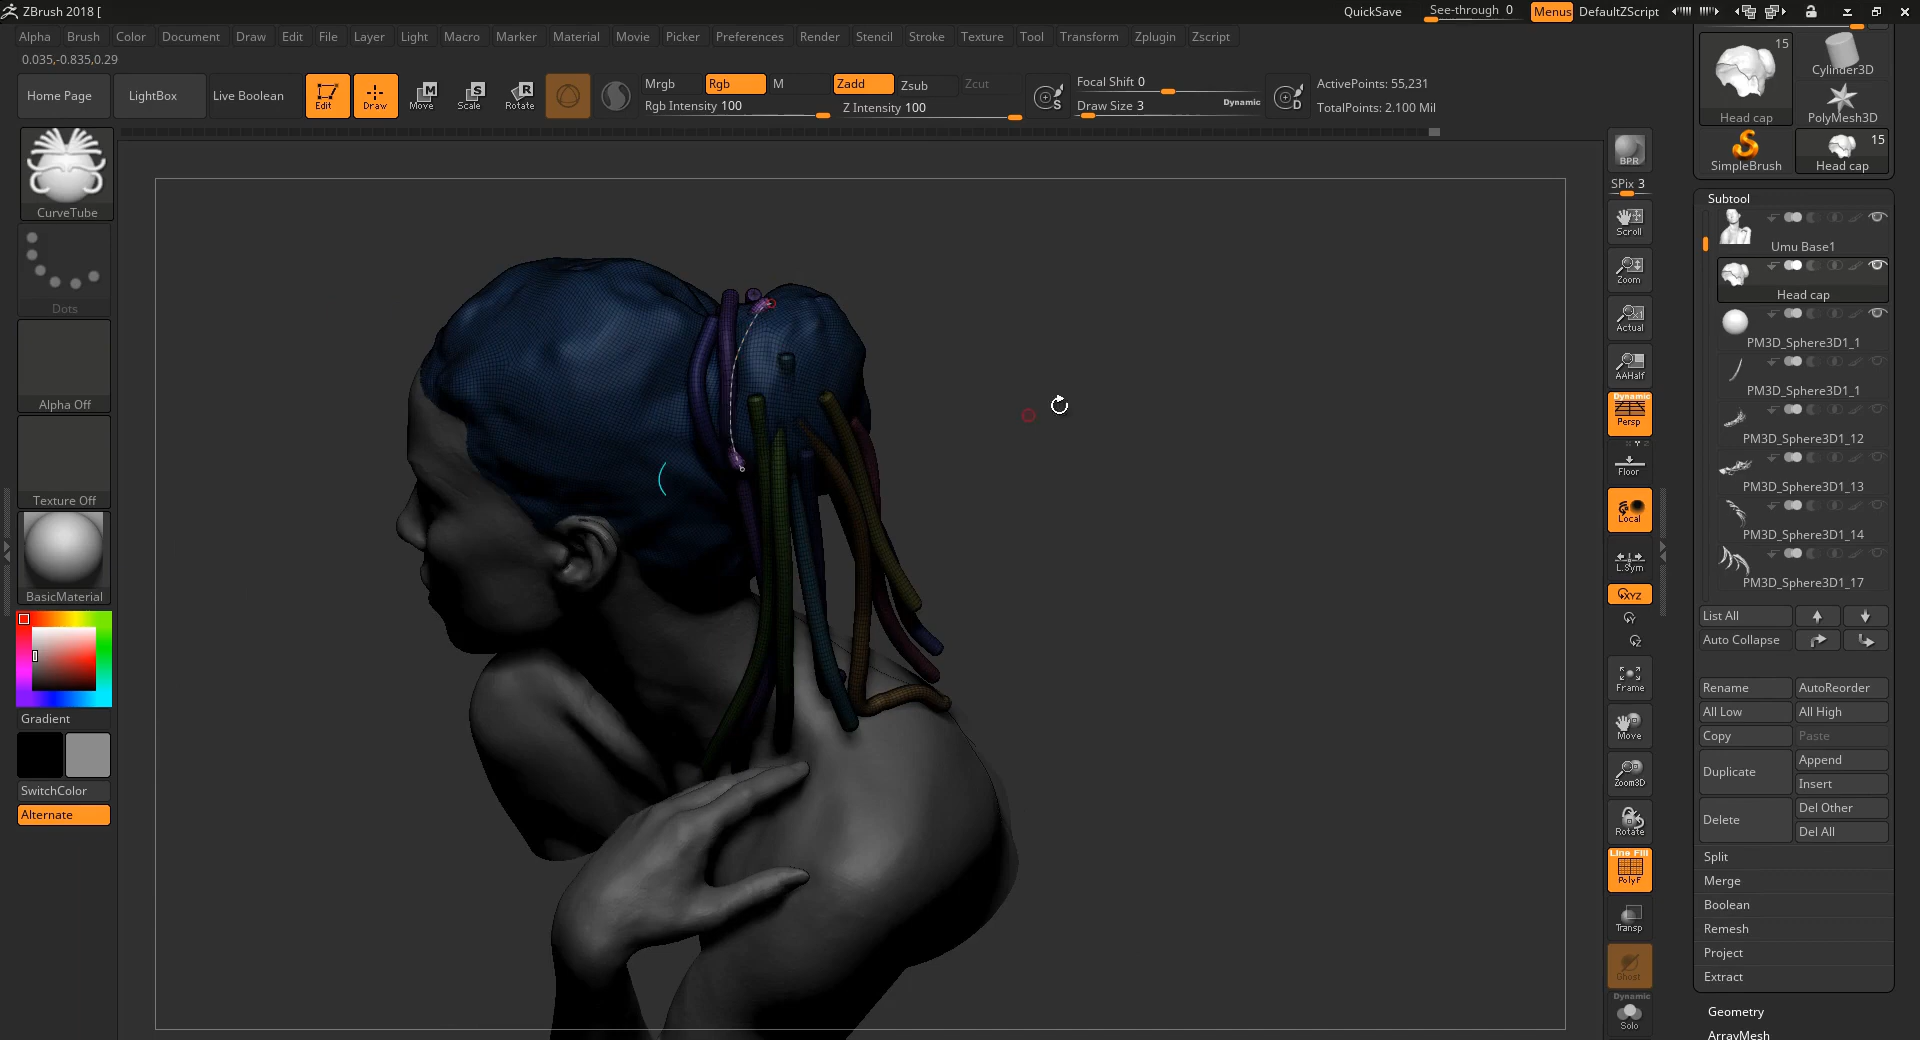 ZBrush 2018 [
QuickSave
See-through 0
Menus
DefaultZScript
Alpha Brush Color Document Draw Edit File Layer Light Macro Marker Material Movie Picker Preferences Render Stencil Stroke Texture Tool Transform Zplugin Zscript
0.035,-0.835,0.29
Home Page
LightBox
Live Boolean
Edit
Draw
Move
Scale
Rotate
Mrgb
Rgb
M
Rgb Intensity 100
Zadd
Zsub
Zcut
Z Intensity 100
S
Focal Shift 0
Draw Size 3
Dynamic
D
ActivePoints: 55,231
TotalPoints: 2.100 Mil
CurveTube
Dots
Alpha Off
Texture Off
BasicMaterial
Gradient
SwitchColor
Alternate
BPR
SPix 3
Scroll
Zoom
Actual
AAHalf
Dynamic
Persp
Floor
Local
L.Sym
XYZ
Y
Z
Frame
Move
Zoom3D
Rotate
Line Fill
PolyF
Transp
Ghost
Dynamic
Solo
15
Head cap
Cylinder3D
PolyMesh3D
SimpleBrush
15
Head cap
Subtool
Umu Base1
Head cap
PM3D_Sphere3D1_1
PM3D_Sphere3D1_1
PM3D_Sphere3D1_12
PM3D_Sphere3D1_13
PM3D_Sphere3D1_14
PM3D_Sphere3D1_17
List All
Auto Collapse
Rename
AutoReorder
All Low
All High
Copy
Paste
Duplicate
Append
Insert
Delete
Del Other
Del All
Split
Merge
Boolean
Remesh
Project
Extract
Geometry
ArrayMesh